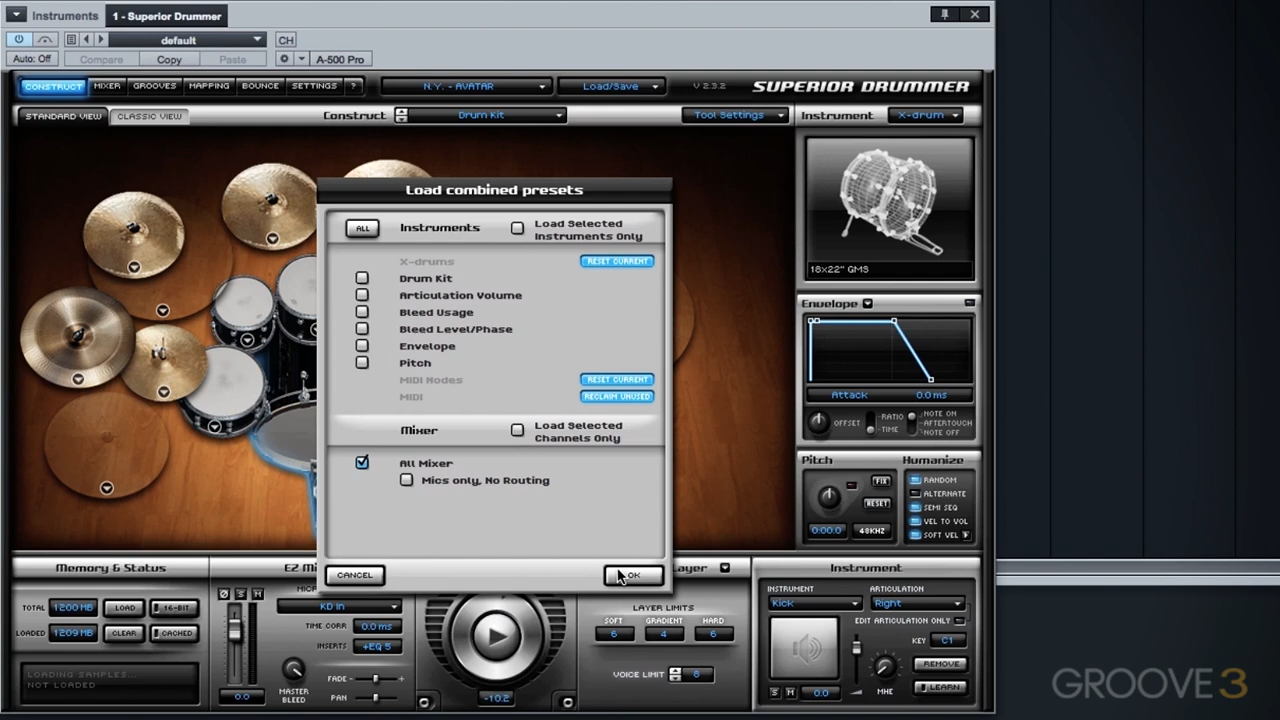 Instruments 1 - Superior Drummer
default CH
Auto: Off Compare Copy Paste A-500 Pro
CONSTRUCT MIXER GROOVES MAPPING BOUNCE SETTINGS ? N.Y. - AVATAR Load/Save V 2.3.2 SUPERIOR DRUMMER
STANDARD VIEW CLASSIC VIEW Construct Drum Kit Tool Settings Instrument X-drum
Load combined presets
ALL Instruments Load Selected
Instruments Only
X-drums RESET CURRENT
Drum Kit
Articulation Volume
Bleed Usage
Bleed Level/Phase
Envelope
Pitch
MIDI Nodes RESET CURRENT
MIDI RECLAIM UNUSED
Mixer Load Selected
Channels Only
All Mixer
Mics only, No Routing
CANCEL OK
18x22" GMS
Envelope
Attack 0.0 ms
OFFSET RATIO TIME NOTE ON
AFTERTOUCH
NOTE OFF
Pitch Humanize
FIX RESET 0:00.0 48KHZ
RANDOM
ALTERNATE
SEMI SEQ
VEL TO VOL
SOFT VEL
Memory & Status
TOTAL 1200 MB LOAD 16-BIT
LOADED 1209 MB CLEAR CACHED
LOADING SAMPLES...
NOT LOADED
EZ Mi
S M
KD In
TIME CORR 0.0 ms
INSERTS +EQ 5
FADE - +
PAN
0.0 MASTER
BLEED
-10.2
Layer
LAYER LIMITS
SOFT GRADIENT HARD
6 4 6
VOICE LIMIT 6
Instrument
INSTRUMENT ARTICULATION
Kick Right
EDIT ARTICULATION ONLY
KEY C1
REMOVE
LEARN
S M 0.0 MHE
GROOVE 3